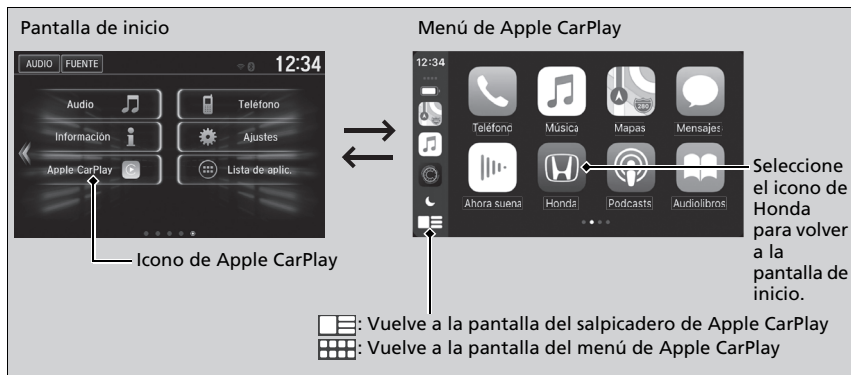 Pantalla de inicio
AUDIO FUENTE
12:34
Audio
Teléfono
Información
Ajustes
Apple CarPlay
Lista de aplic.
Icono de Apple CarPlay
Menú de Apple CarPlay
12:34
280
Teléfono
Música
Mapas
Mensajes
Ahora suena
Honda
Podcasts
Audiolibros
Seleccione
el icono de
Honda
para volver
a la
pantalla de
inicio.
: Vuelve a la pantalla del salpicadero de Apple CarPlay
: Vuelve a la pantalla del menú de Apple CarPlay